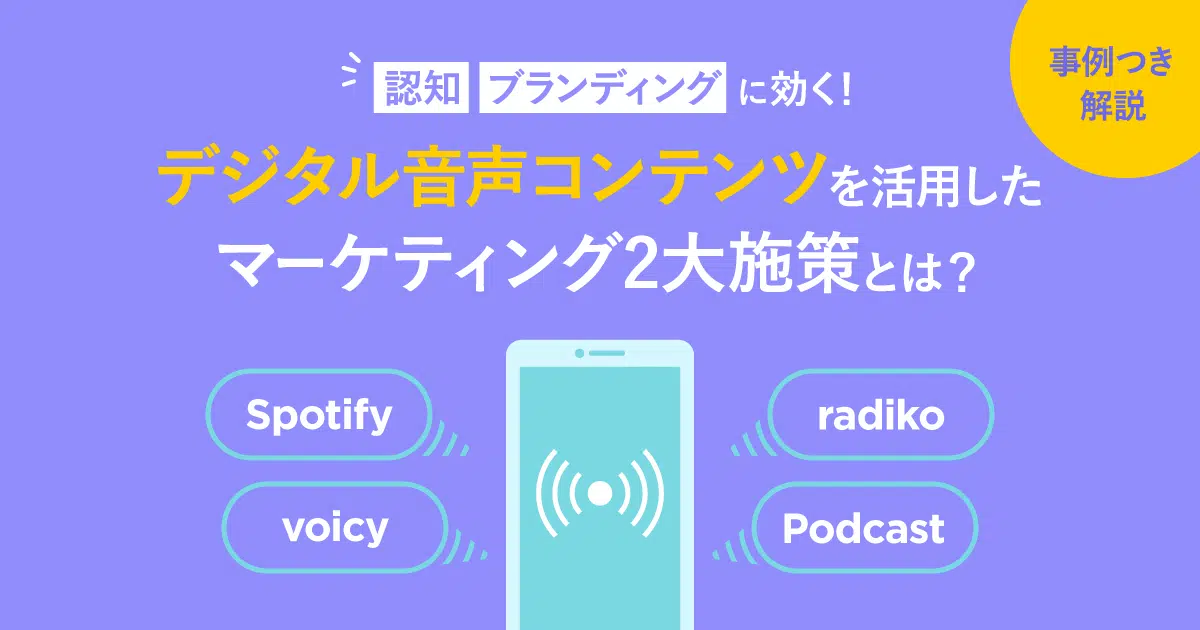 事例つき
解説
認知 ブランディング に効く!
デジタル音声コンテンツを活用した
マーケティング2大施策とは?
Spotify
radiko
voicy
Podcast